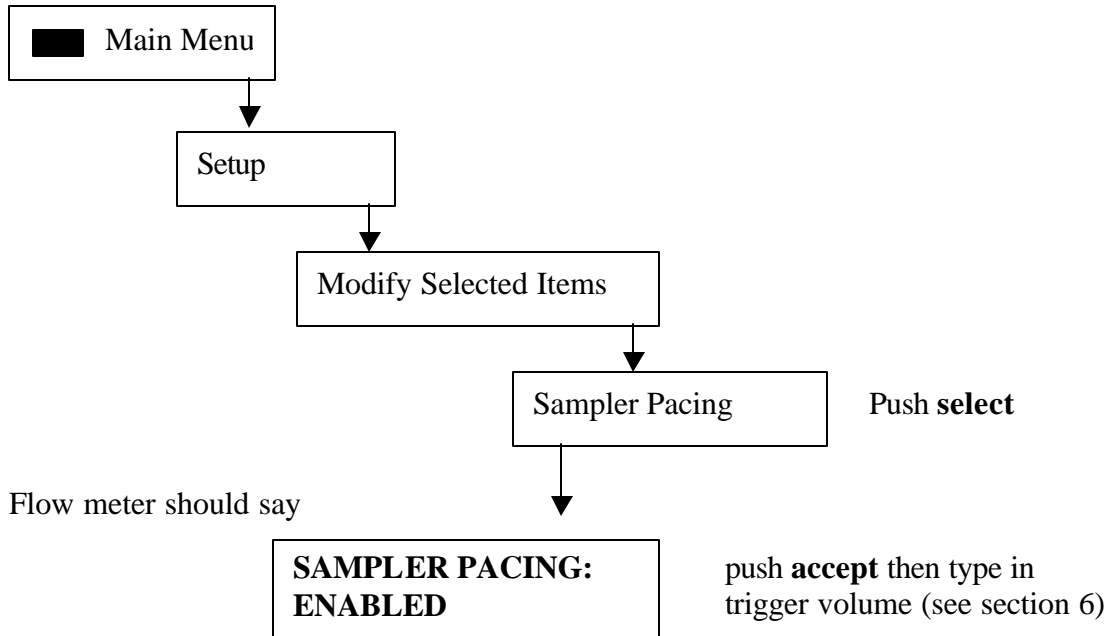 Main Menu
Setup
Modify Selected Items
Sampler Pacing
Push select
Flow meter should say
SAMPLER PACING:
ENABLED
push accept then type in
trigger volume (see section 6)